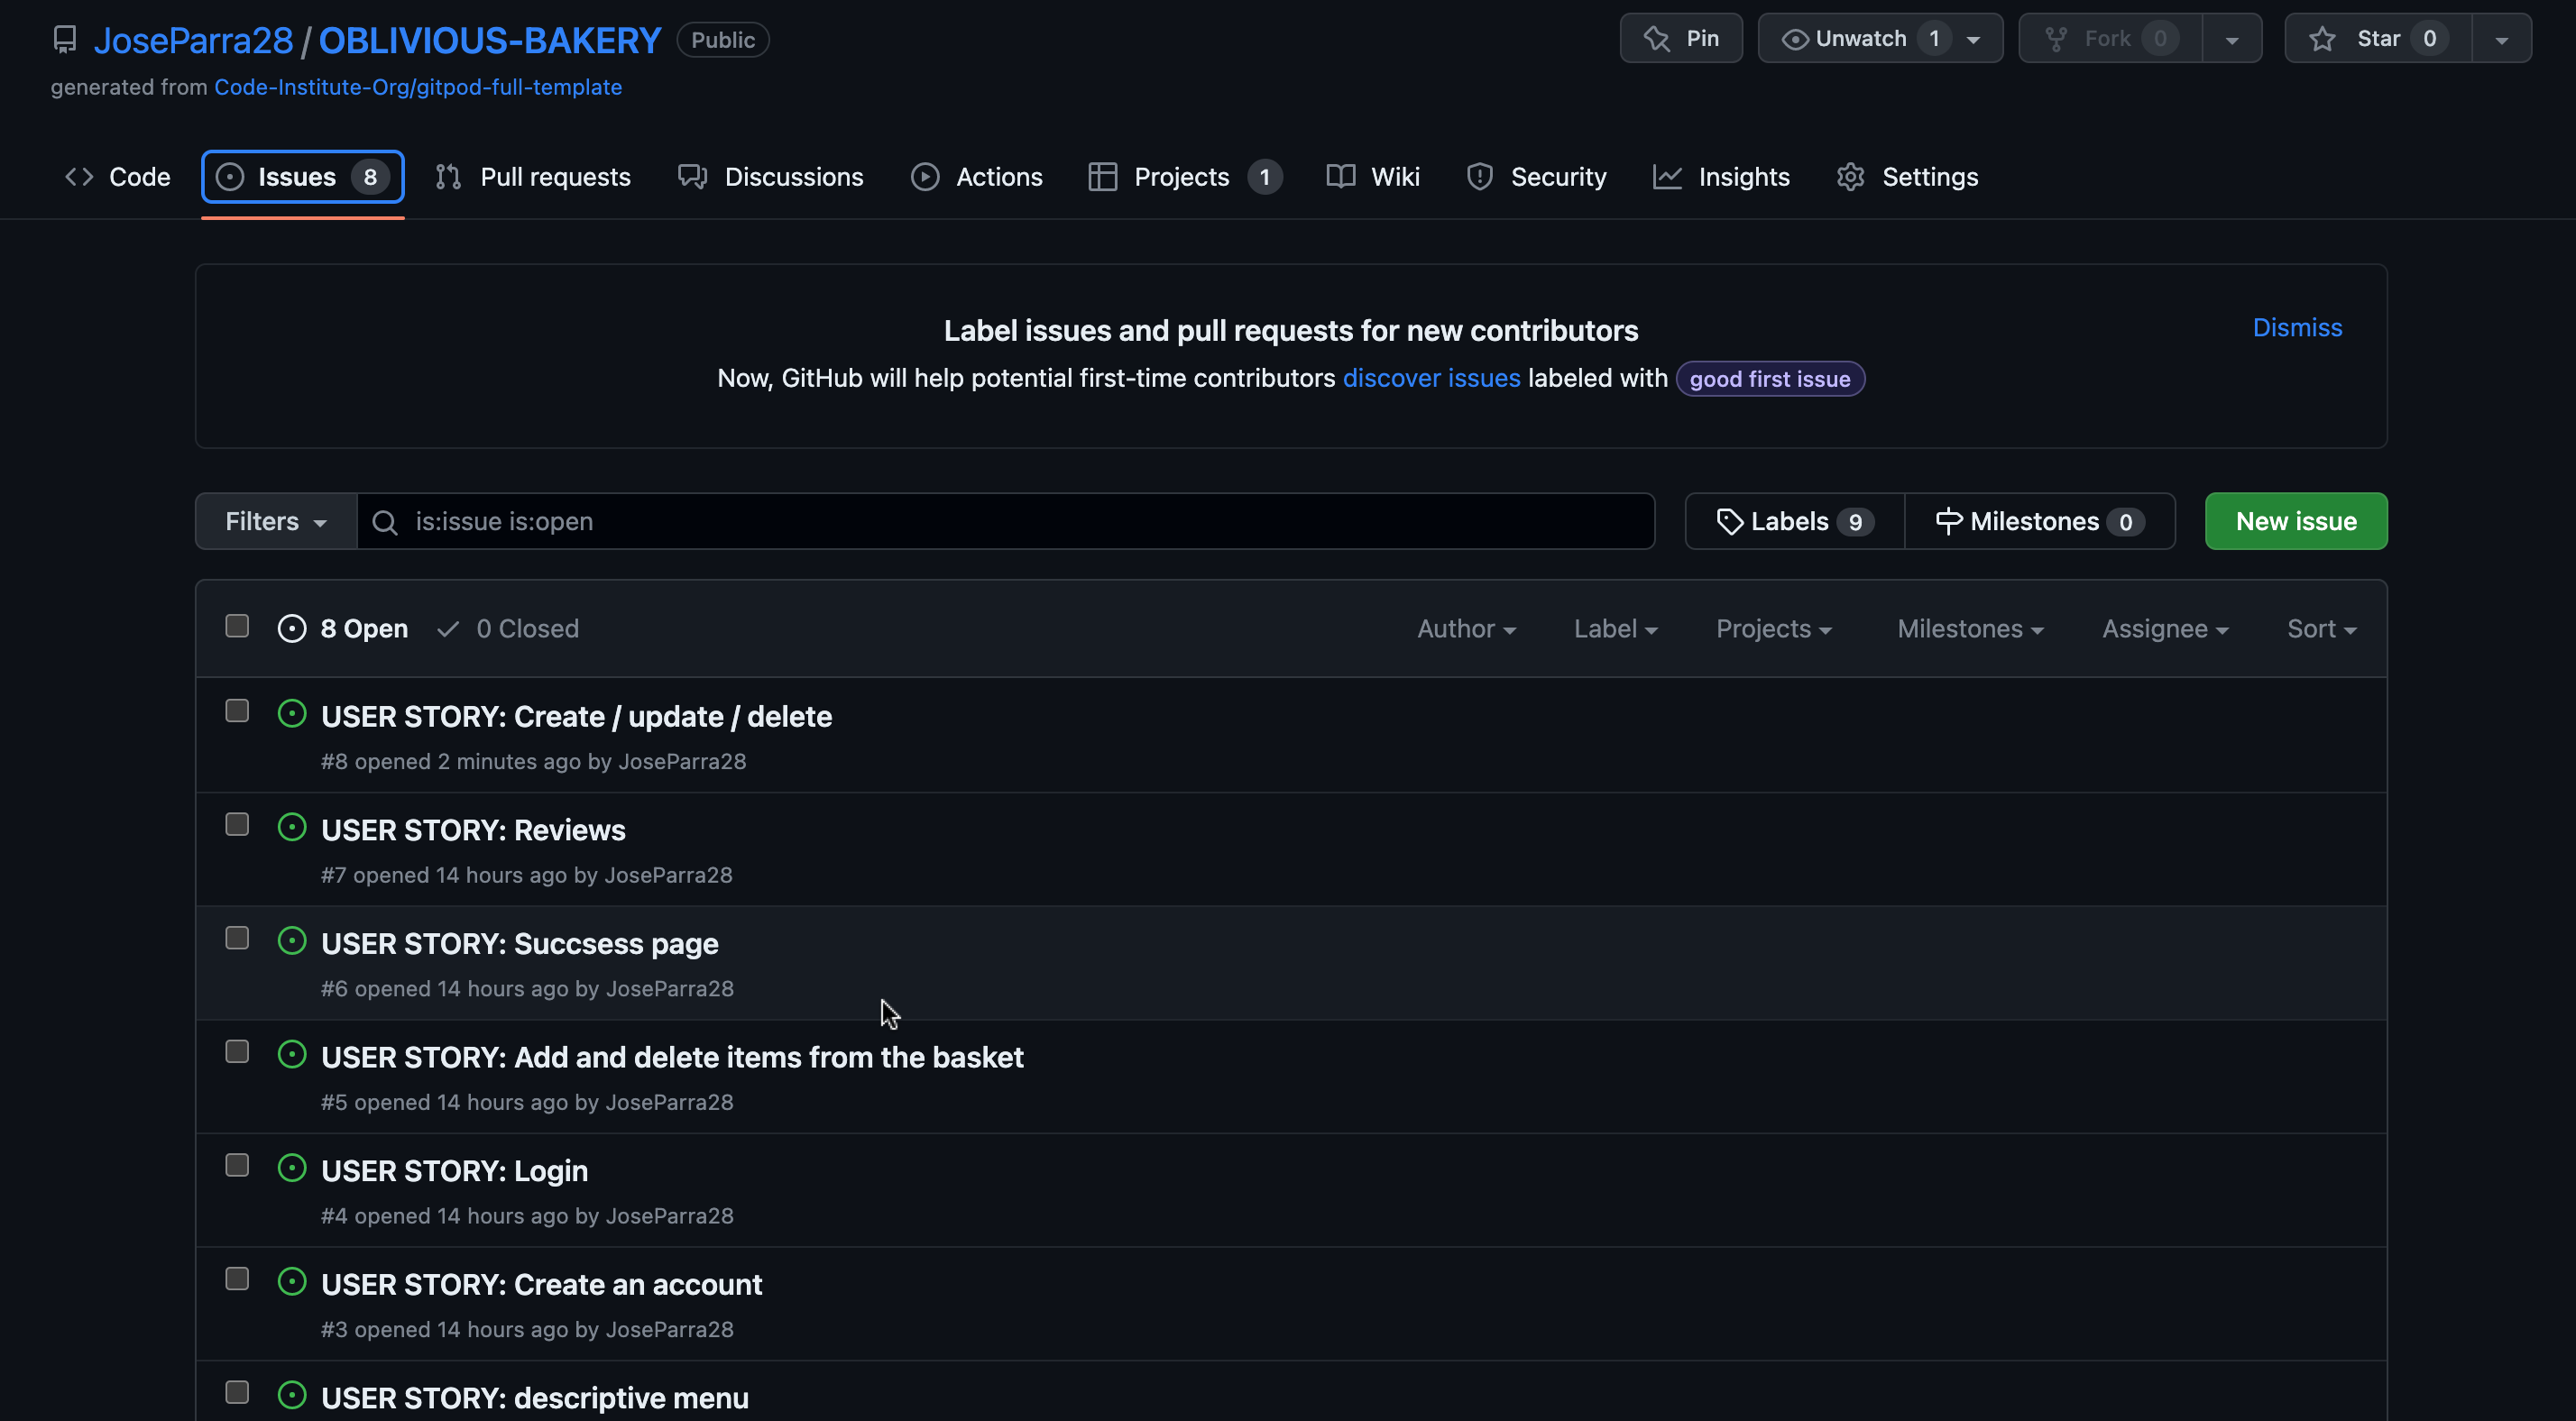 JoseParra28 / OBLIVIOUS-BAKERY Public
Pin Unwatch 1 Fork 0 Star 0
generated from Code-Institute-Org/gitpod-full-template
Code Issues 8 Pull requests Discussions Actions Projects 1 Wiki Security Insights Settings
Label issues and pull requests for new contributors
Dismiss
Now, GitHub will help potential first-time contributors discover issues labeled with good first issue
Filters is:issue is:open Labels 9 Milestones 0 New issue
8 Open 0 Closed Author Label Projects Milestones Assignee Sort
USER STORY: Create / update / delete
#8 opened 2 minutes ago by JoseParra28
USER STORY: Reviews
#7 opened 14 hours ago by JoseParra28
USER STORY: Succsess page
#6 opened 14 hours ago by JoseParra28
USER STORY: Add and delete items from the basket
#5 opened 14 hours ago by JoseParra28
USER STORY: Login
#4 opened 14 hours ago by JoseParra28
USER STORY: Create an account
#3 opened 14 hours ago by JoseParra28
USER STORY: descriptive menu